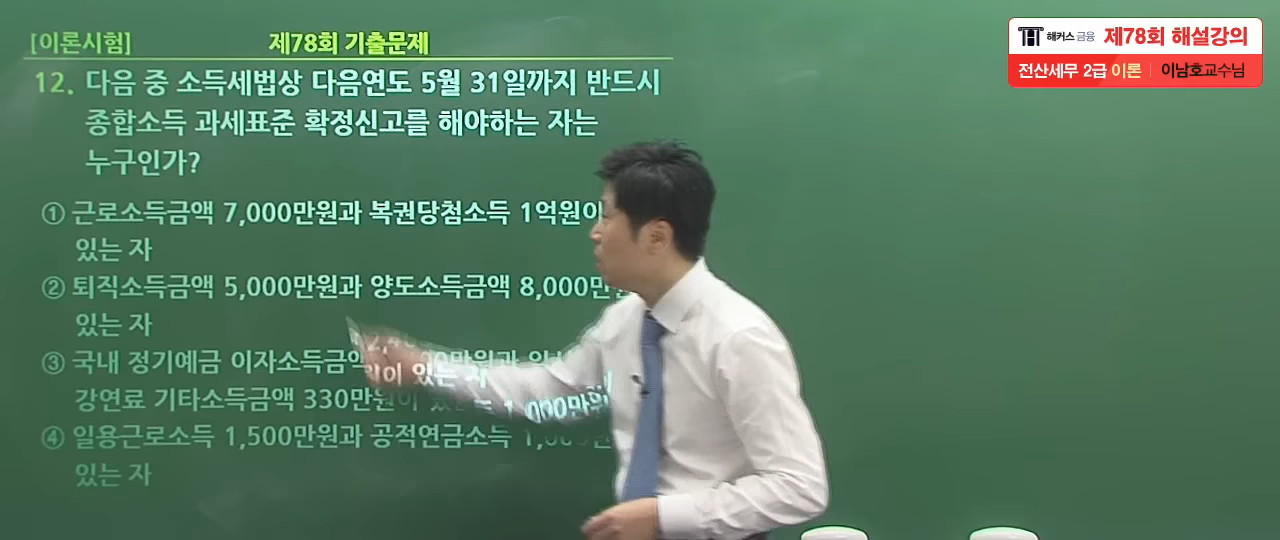 [이론시험] 제78회 기출문제
해커스 금융 제78회 해설강의
전산세무 2급 이론 | 이남호교수님
12. 다음 중 소득세법상 다음연도 5월 31일까지 반드시
종합소득 과세표준 확정신고를 해야하는 자는
누구인가?
① 근로소득금액 7,000만원과 복권당첨소득 1억원이
있는 자
② 퇴직소득금액 5,000만원과 양도소득금액 8,000만원
있는 자
③ 국내 정기예금 이자소득금액
강연료 기타소득금액 330만원이
④ 일용근로소득 1,500만원과 공적연금소득
있는 자